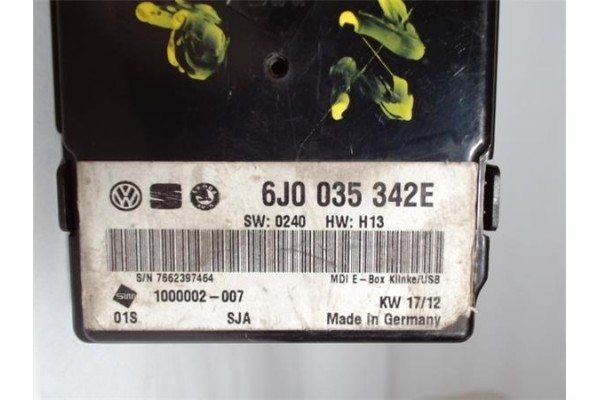 6J0 035 342E
SW: 0240 HW: H13
S/N 7662397464 MDI E-Box Klinke/USB
1000002-007 KW 17/12
01S SJA Made in Germany